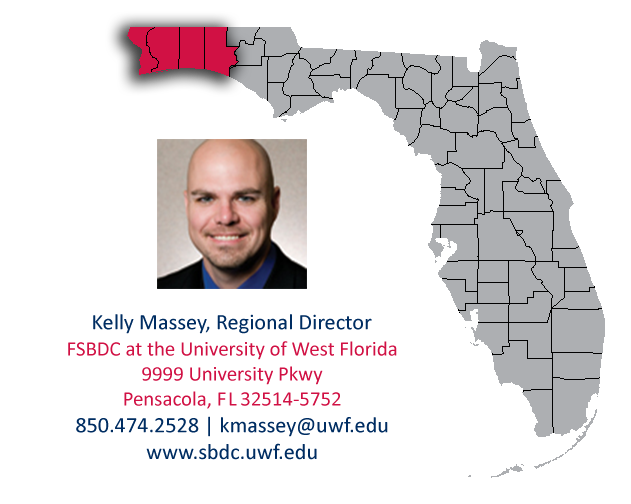 Kelly Massey, Regional Director
FSBDC at the University of West Florida
9999 University Pkwy
Pensacola, FL 32514-5752
850.474.2528 | kmassey@uwf.edu
www.sbdc.uwf.edu